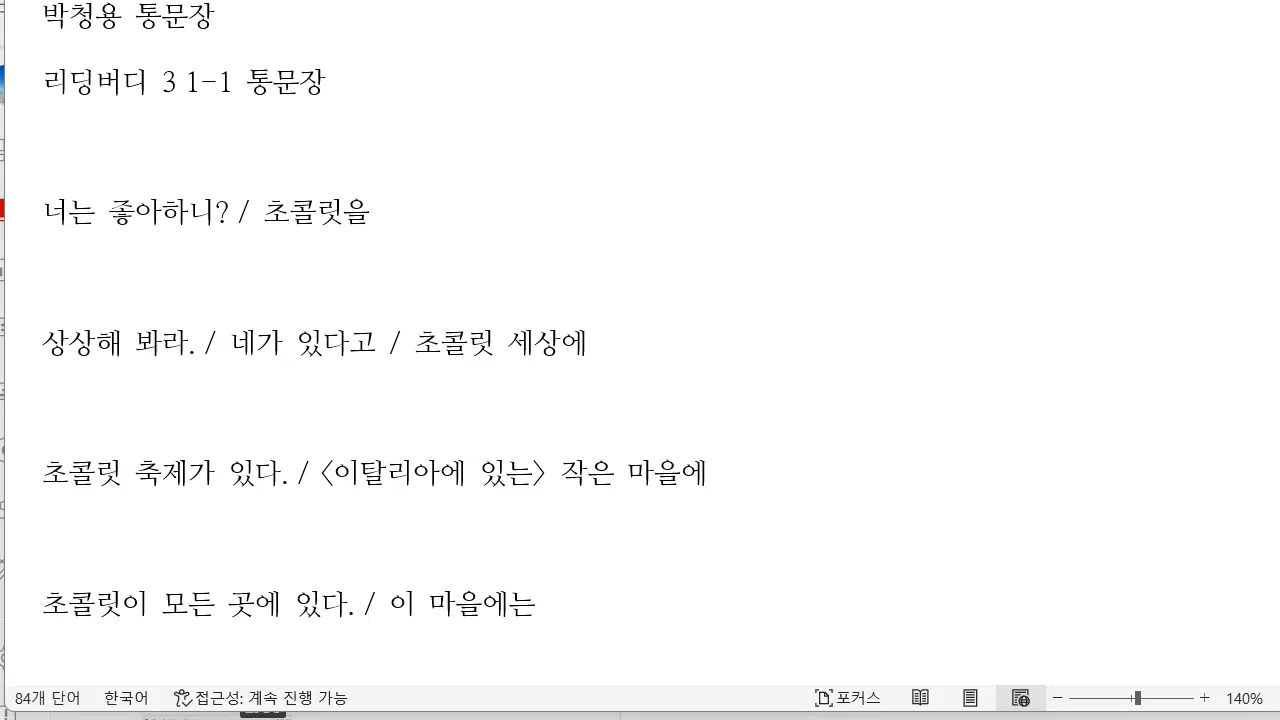 박청용 통문장
리딩버디 3 1-1 통문장
너는 좋아하니? / 초콜릿을
상상해 봐라. / 네가 있다고 / 초콜릿 세상에
초콜릿 축제가 있다. / <이탈리아에 있는> 작은 마을에
초콜릿이 모든 곳에 있다. / 이 마을에는
84개 단어 한국어 접근성: 계속 진행 가능 포커스 140%